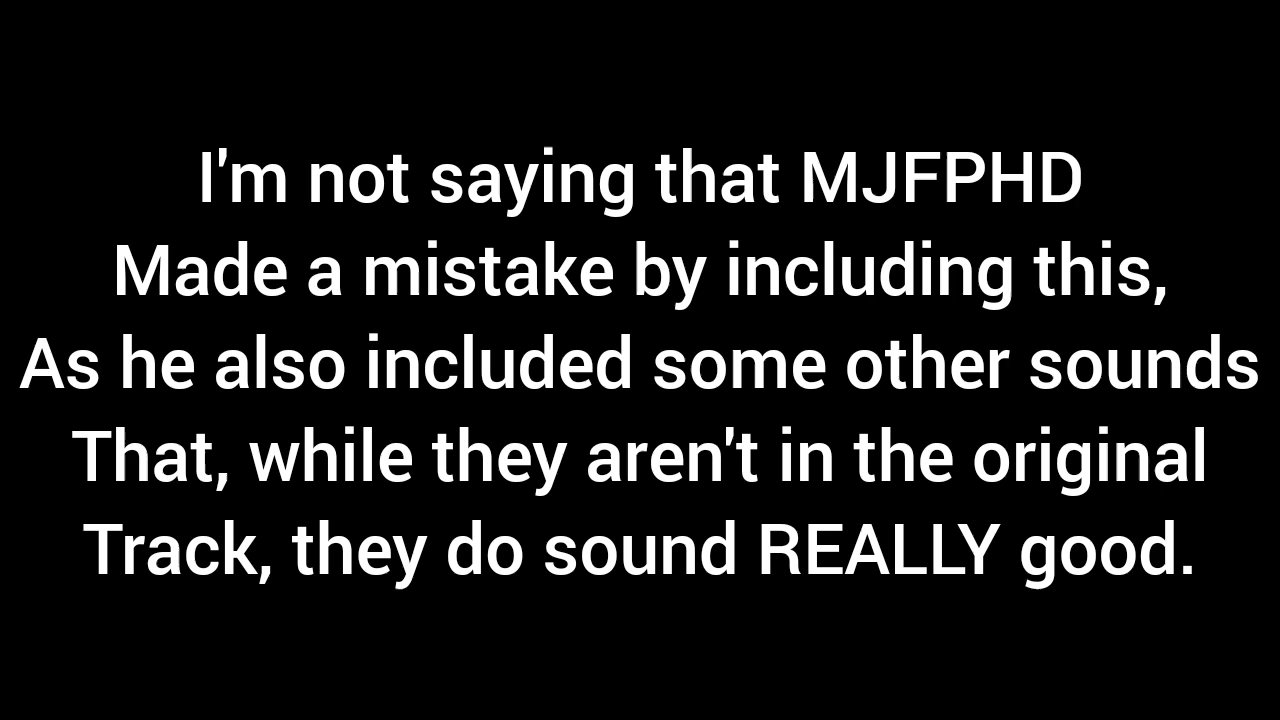 I'm not saying that MJFPHD
Made a mistake by including this,
As he also included some other sounds
That, while they aren't in the original
Track, they do sound REALLY good.